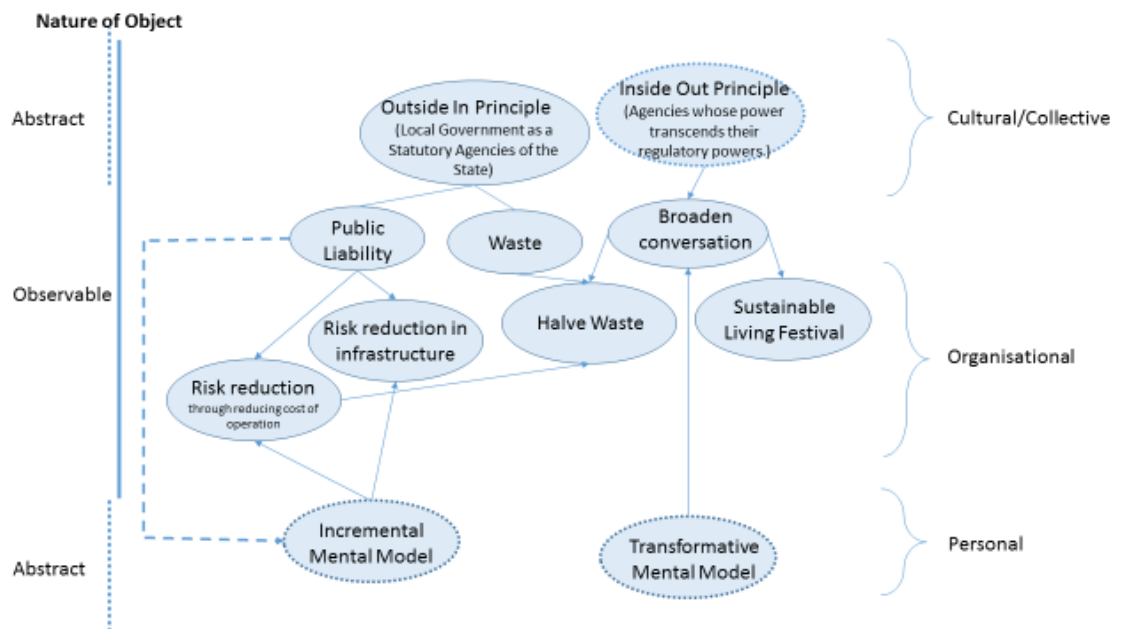 Nature of Object
Abstract
Outside In Principle
(Local Government as a
Statutory Agencies of the
State)
Inside Out Principle
(Agencies whose power
transcends their
regulatory powers.)
Cultural/Collective
Public
Liability
Waste
Broaden
conversation
Observable
Risk reduction in
infrastructure
Halve Waste
Sustainable
Living Festival
Organisational
Risk reduction
through reducing cost of
operation
Incremental
Mental Model
Transformative
Mental Model
Personal
Abstract